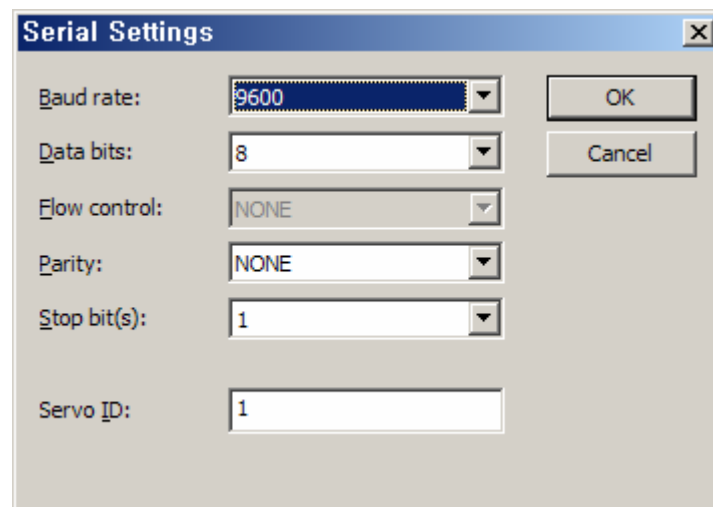 Serial Settings
Baud rate: 9600 OK
Data bits: 8 Cancel
Flow control: NONE
Parity: NONE
Stop bit(s): 1
Servo ID: 1